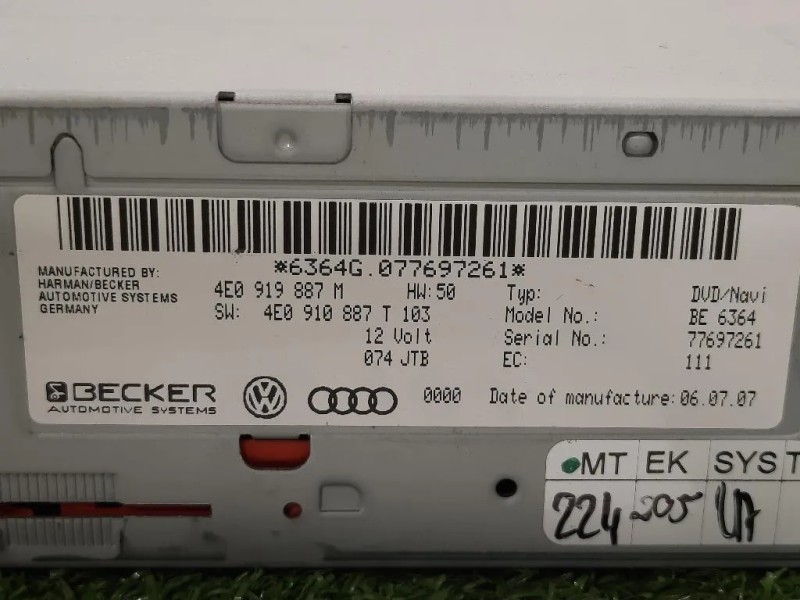 *6364G.077697261*
MANUFACTURED BY:
HARMAN/BECKER
AUTOMOTIVE SYSTEMS
GERMANY
4E0 919 887 M HW:50
SW: 4E0 910 887 T 103
12 Volt
074 JTB
Typ: DVD/Navi
Model No.: BE 6364
Serial No.: 77697261
EC: 111
BECKER
AUTOMOTIVE SYSTEMS
0000 Date of manufacture: 06.07.07
MT EK SYST
224 205